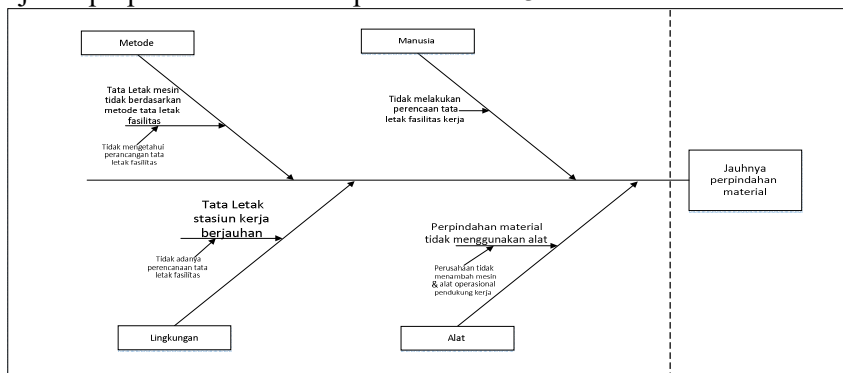 Metode
Manusia
Tata Letak mesin
tidak berdasarkan
metode tata letak
fasilitas
Tidak mengetahui
perancangan tata
letak fasilitas
Tidak melakukan
perencaan tata
letak fasilitas kerja
Jauhnya
perpindahan
material
Tata Letak
stasiun kerja
berjauhan
Tidak adanya
perencanaan tata
letak fasilitas
Perpindahan material
tidak menggunakan alat
Perusahaan tidak
menambah mesin
& alat operasional
pendukung kerja
Lingkungan
Alat